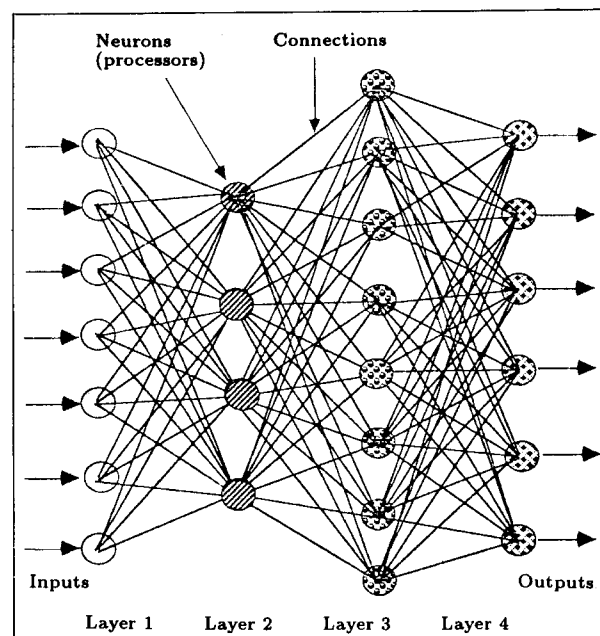 Neurons
(processors)
Connections
Inputs
Outputs
Layer 1
Layer 2
Layer 3
Layer 4